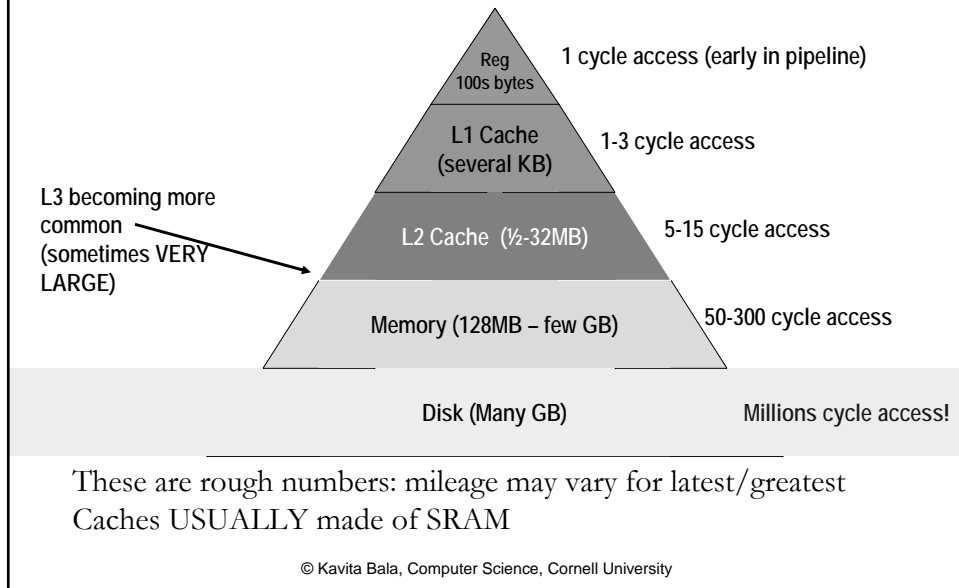 Reg
100s bytes
1 cycle access (early in pipeline)
L1 Cache
(several KB)
1-3 cycle access
L3 becoming more
common
(sometimes VERY
LARGE)
L2 Cache (½-32MB)
5-15 cycle access
Memory (128MB – few GB)
50-300 cycle access
Disk (Many GB)
Millions cycle access!
These are rough numbers: mileage may vary for latest/greatest
Caches USUALLY made of SRAM
© Kavita Bala, Computer Science, Cornell University